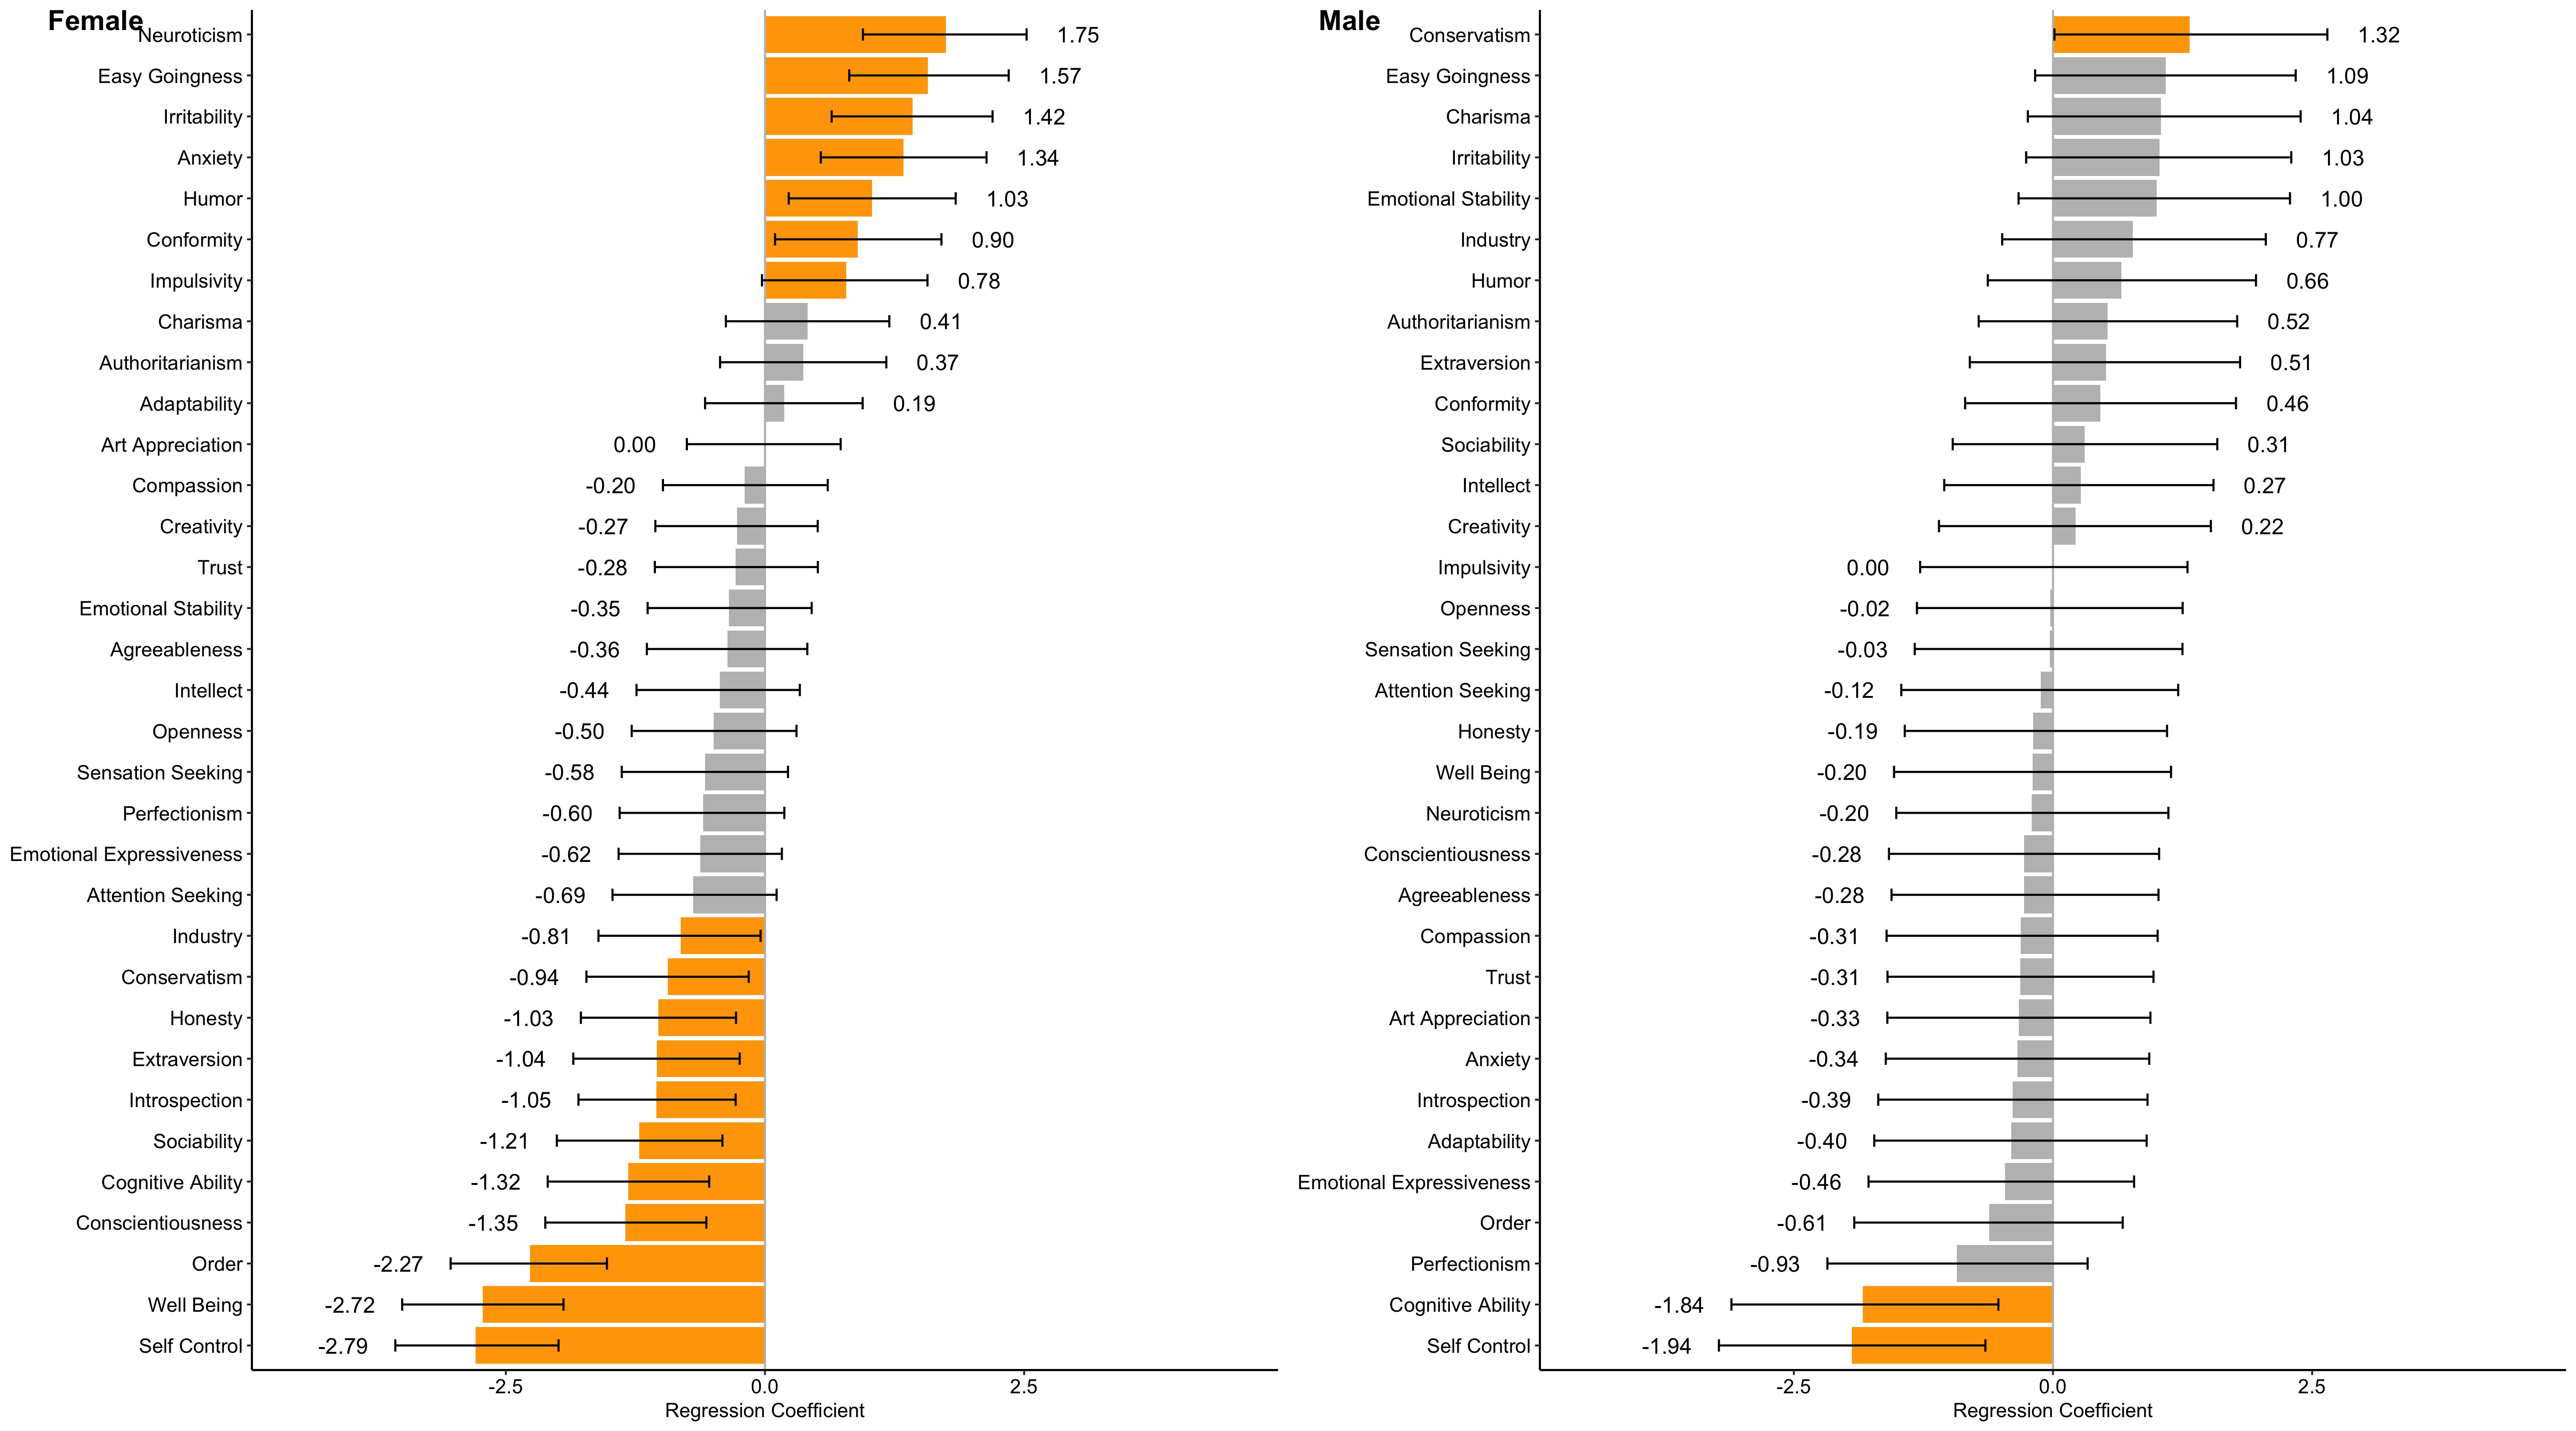 Female
Neuroticism 1.75
Easy Goingness 1.57
Irritability 1.42
Anxiety 1.34
Humor 1.03
Conformity 0.90
Impulsivity 0.78
Charisma 0.41
Authoritarianism 0.37
Adaptability 0.19
Art Appreciation 0.00
Compassion -0.20
Creativity -0.27
Trust -0.28
Emotional Stability -0.35
Agreeableness -0.36
Intellect -0.44
Openness -0.50
Sensation Seeking -0.58
Perfectionism -0.60
Emotional Expressiveness -0.62
Attention Seeking -0.69
Industry -0.81
Conservatism -0.94
Honesty -1.03
Extraversion -1.04
Introspection -1.05
Sociability -1.21
Cognitive Ability -1.32
Conscientiousness -1.35
Order -2.27
Well Being -2.72
Self Control -2.79
-2.5 0.0 2.5
Regression Coefficient
Male
Conservatism 1.32
Easy Goingness 1.09
Charisma 1.04
Irritability 1.03
Emotional Stability 1.00
Industry 0.77
Humor 0.66
Authoritarianism 0.52
Extraversion 0.51
Conformity 0.46
Sociability 0.31
Intellect 0.27
Creativity 0.22
Impulsivity 0.00
Openness -0.02
Sensation Seeking -0.03
Attention Seeking -0.12
Honesty -0.19
Well Being -0.20
Neuroticism -0.20
Conscientiousness -0.28
Agreeableness -0.28
Compassion -0.31
Trust -0.31
Art Appreciation -0.33
Anxiety -0.34
Introspection -0.39
Adaptability -0.40
Emotional Expressiveness -0.46
Order -0.61
Perfectionism -0.93
Cognitive Ability -1.84
Self Control -1.94
-2.5 0.0 2.5
Regression Coefficient